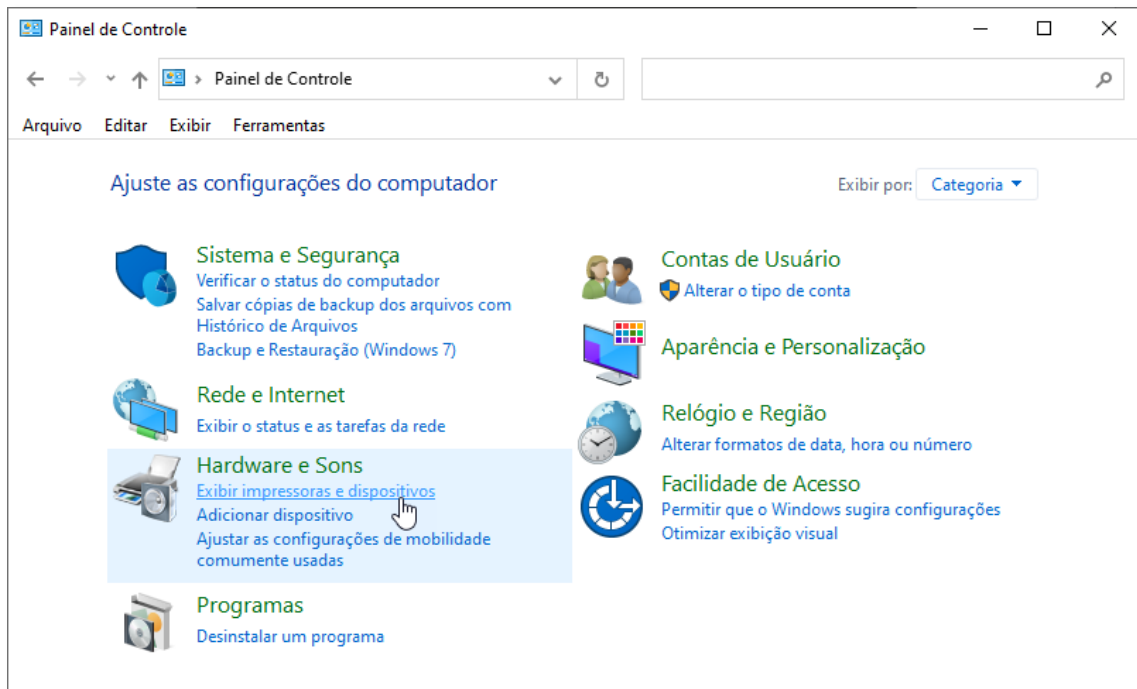 Painel de Controle
Painel de Controle
Arquivo Editar Exibir Ferramentas
Ajuste as configurações do computador
Exibir por: Categoria
Sistema e Segurança
Verificar o status do computador
Salvar cópias de backup dos arquivos com
Histórico de Arquivos
Backup e Restauração (Windows 7)
Rede e Internet
Exibir o status e as tarefas da rede
Hardware e Sons
Exibir impressoras e dispositivos
Adicionar dispositivo
Ajustar as configurações de mobilidade
comumente usadas
Programas
Desinstalar um programa
Contas de Usuário
Alterar o tipo de conta
Aparência e Personalização
Relógio e Região
Alterar formatos de data, hora ou número
Facilidade de Acesso
Permitir que o Windows sugira configurações
Otimizar exibição visual